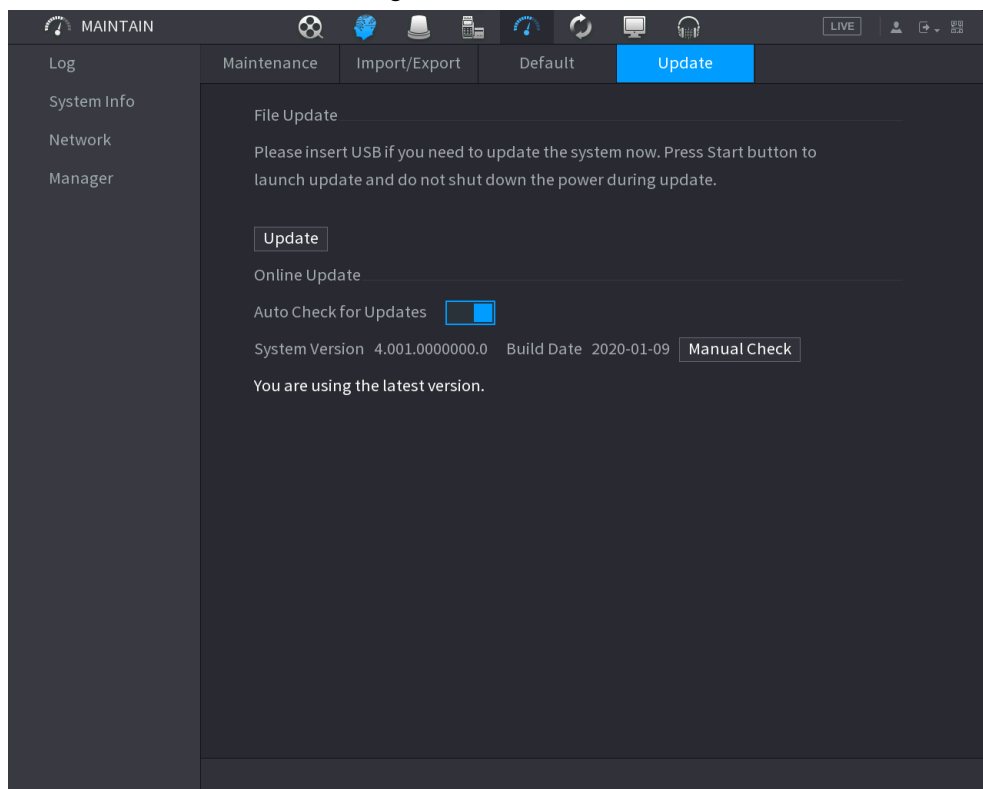 MAINTAIN
LIVE
Log
System Info
Network
Manager
Maintenance Import/Export Default Update
File Update
Please insert USB if you need to update the system now. Press Start button to
launch update and do not shut down the power during update.
Update
Online Update
Auto Check for Updates
System Version 4.001.0000000.0 Build Date 2020-01-09 Manual Check
You are using the latest version.